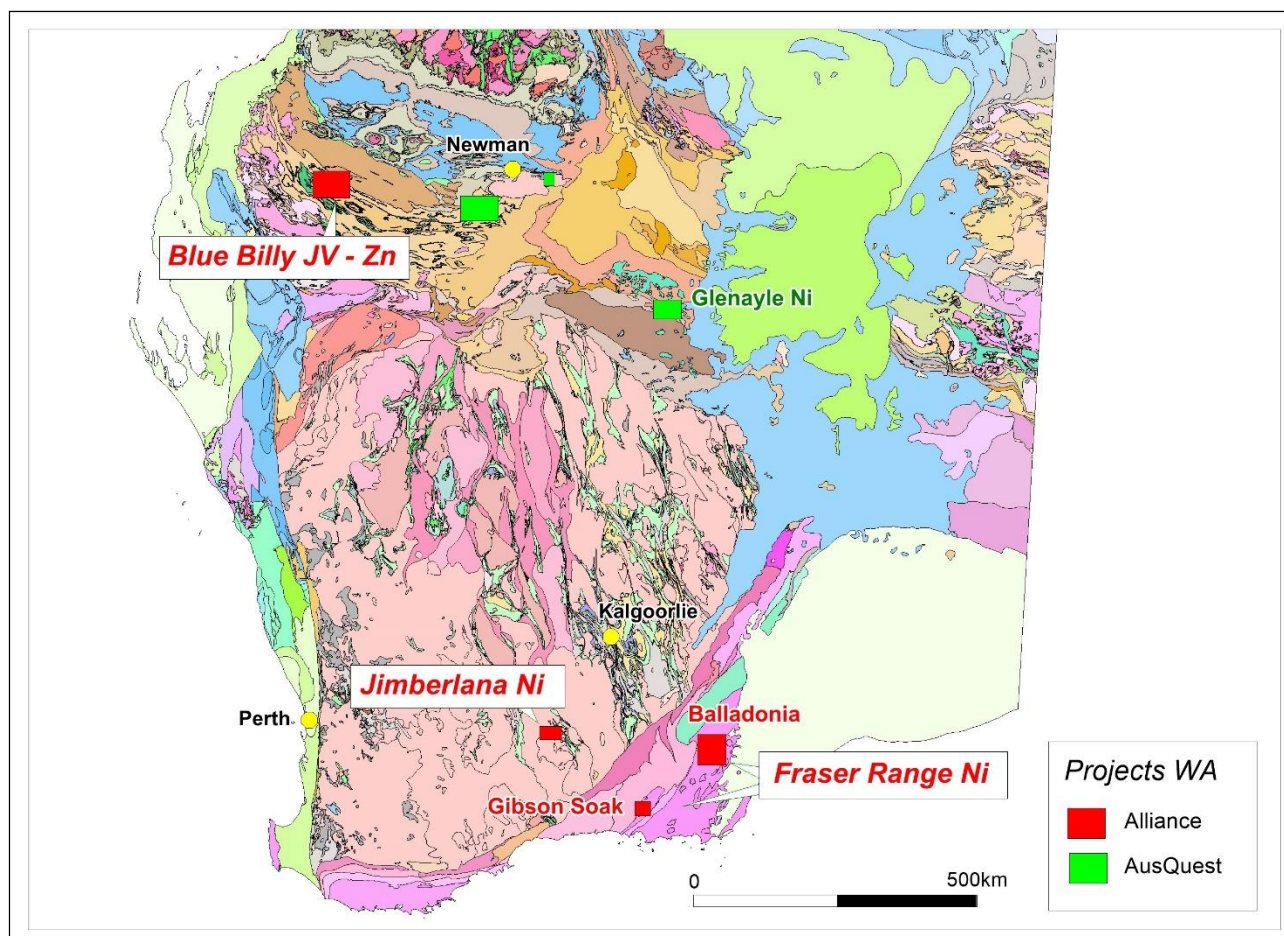 Newman
Blue Billy JV - Zn
Glenayle Ni
Kalgoorlie
Jimberlana Ni
Perth
Balladonia
Fraser Range Ni
Gibson Soak
Projects WA
Alliance
AusQuest
0 500km